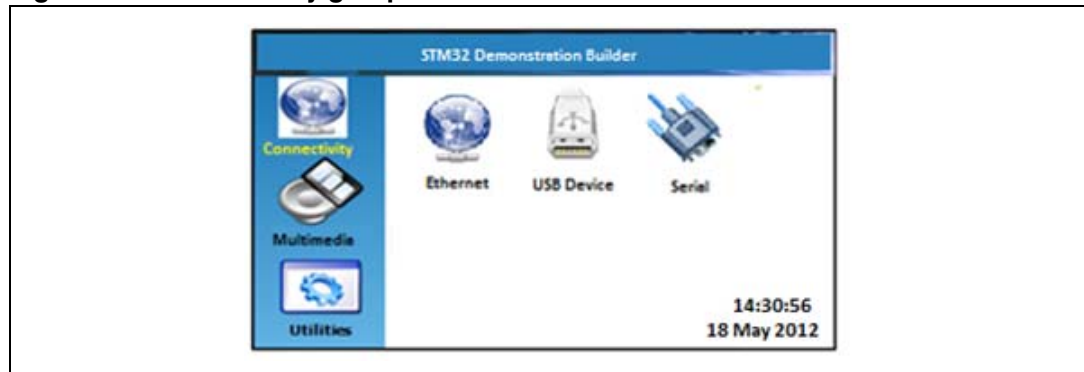 STM32 Demonstration Builder
Connectivity
Multimedia
Utilities
Ethernet USB Device Serial
14:30:56
18 May 2012